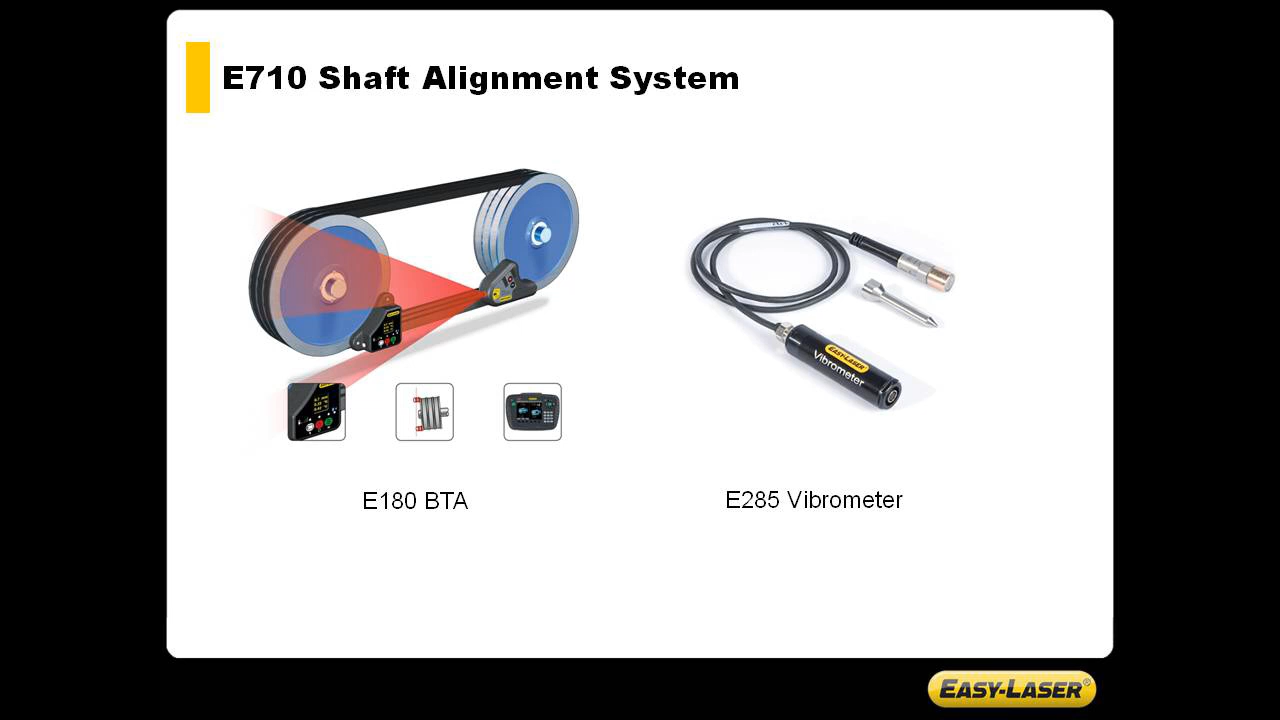 E710 Shaft Alignment System
EASY-LASER
Vibrometer
E180 BTA
E285 Vibrometer
EASY-LASER®